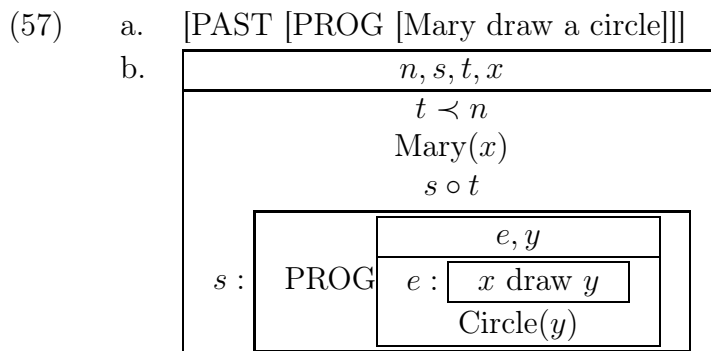 (57) a. [PAST [PROG [Mary draw a circle]]]
b. n, s, t, x
t ≺ n
Mary(x)
s ∘ t
e, y
s : PROG e : x draw y
Circle(y)